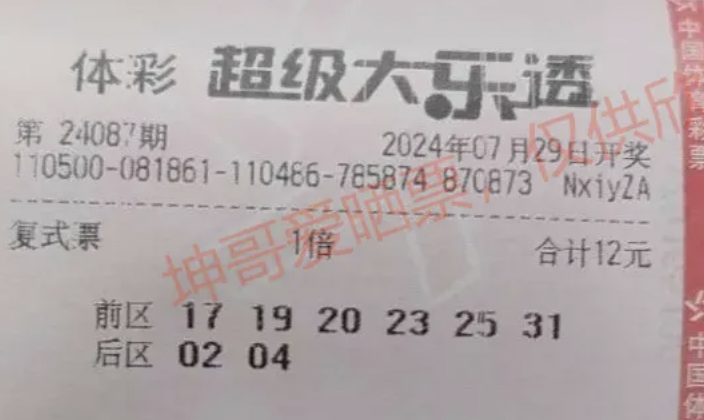 体彩 超级大乐透
第 24087期 2024年07月29日开奖
110500-081861-110486-785874 870873 NxiyZA
复式票 1倍 合计12元
前区 17 19 20 23 25 31
后区 02 04
坤哥爱晒票，仅供欣
中国体育彩票
中国体